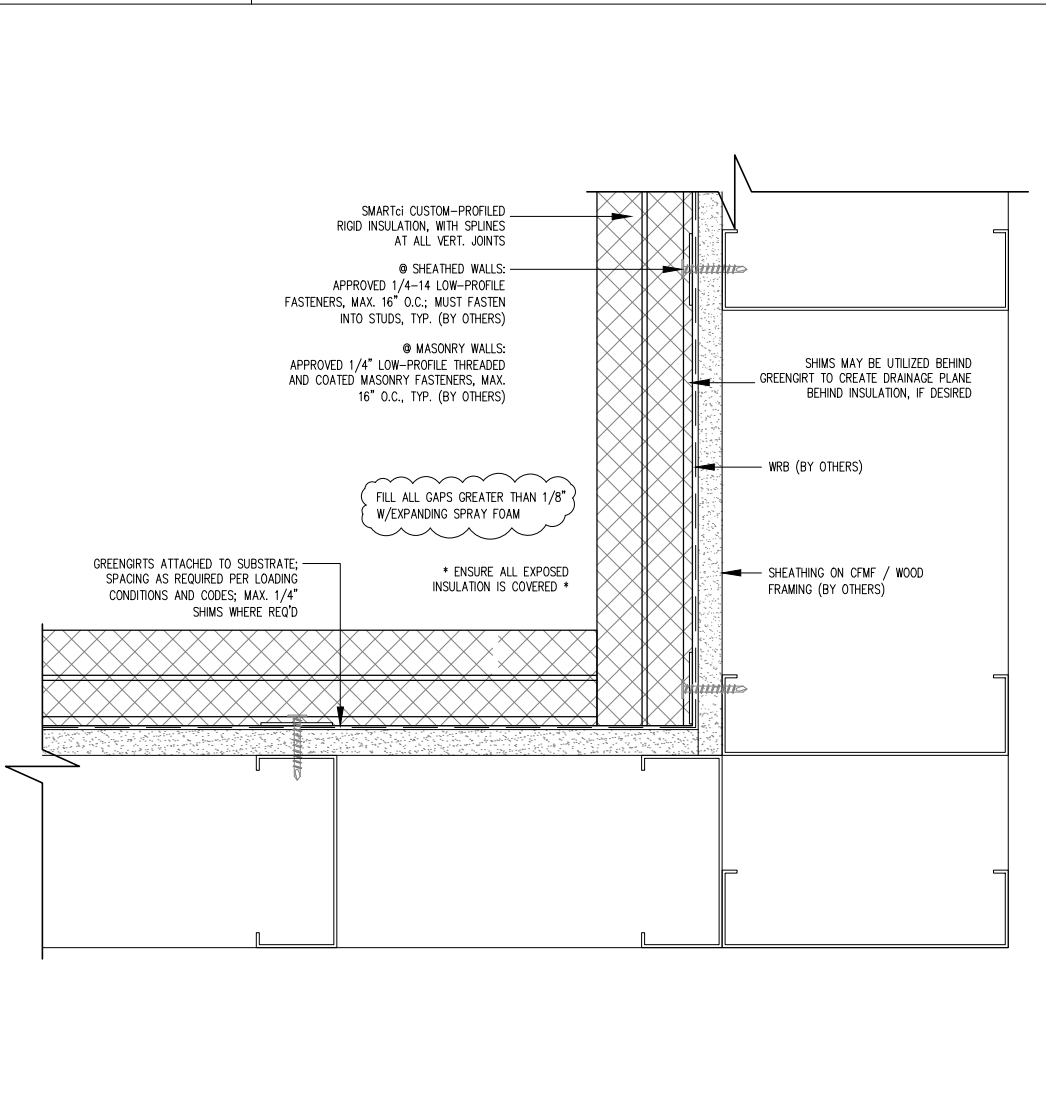 SMARTci CUSTOM-PROFILED
RIGID INSULATION, WITH SPLINES
AT ALL VERT. JOINTS
@ SHEATHED WALLS:
APPROVED 1/4-14 LOW-PROFILE
FASTENERS, MAX. 16" O.C.; MUST FASTEN
INTO STUDS, TYP. (BY OTHERS)
@ MASONRY WALLS:
APPROVED 1/4" LOW-PROFILE THREADED
AND COATED MASONRY FASTENERS, MAX.
16" O.C., TYP. (BY OTHERS)
SHIMS MAY BE UTILIZED BEHIND
GREENGIRT TO CREATE DRAINAGE PLANE
BEHIND INSULATION, IF DESIRED
WRB (BY OTHERS)
FILL ALL GAPS GREATER THAN 1/8"
W/EXPANDING SPRAY FOAM
* ENSURE ALL EXPOSED
INSULATION IS COVERED *
GREENGIRTS ATTACHED TO SUBSTRATE;
SPACING AS REQUIRED PER LOADING
CONDITIONS AND CODES; MAX. 1/4"
SHIMS WHERE REQ'D
SHEATHING ON CFMF / WOOD
FRAMING (BY OTHERS)